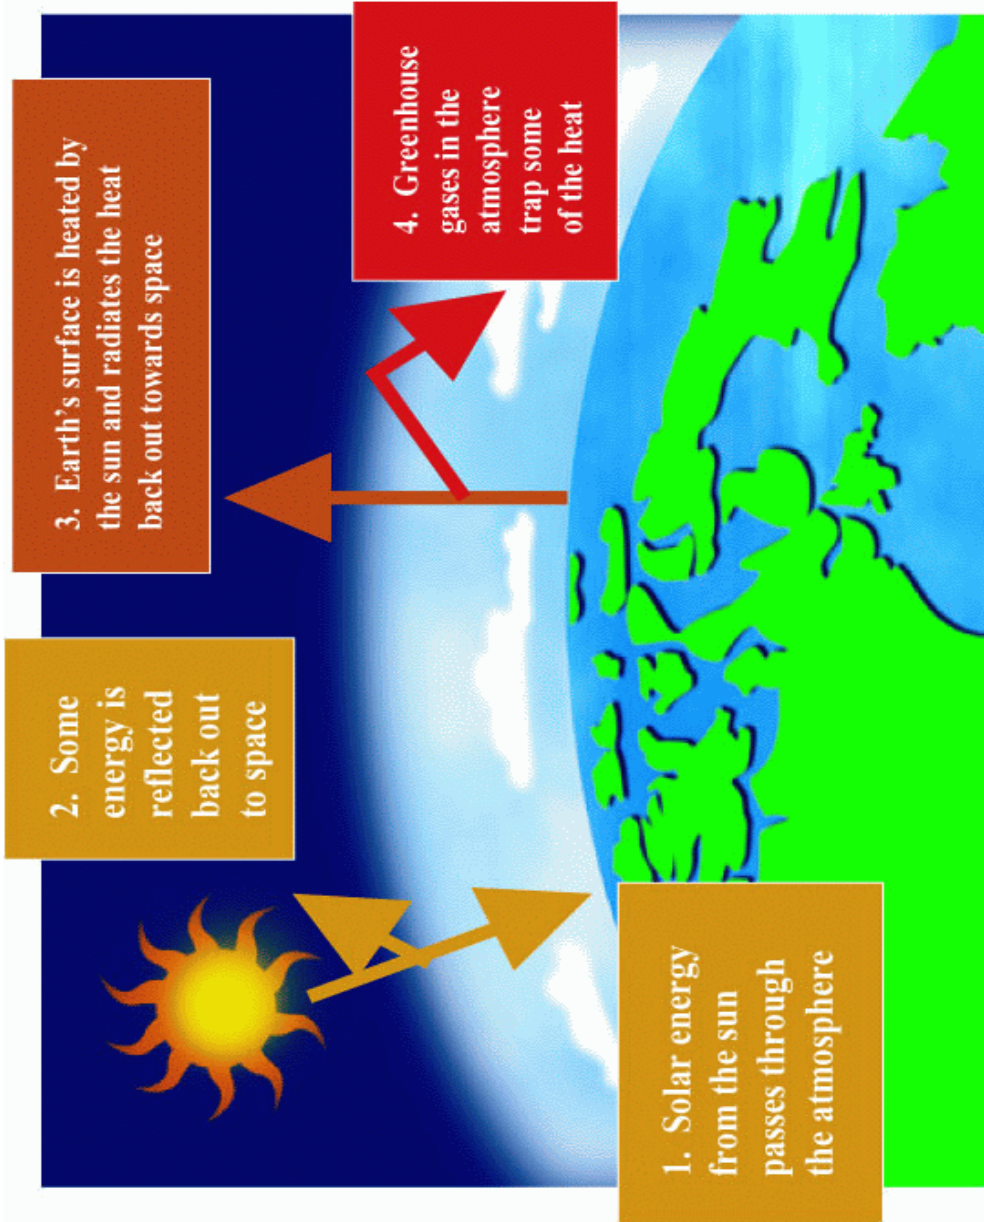 1. Solar energy
from the sun
passes through
the atmosphere
2. Some
energy is
reflected
back out
to space
3. Earth's surface is heated by
the sun and radiates the heat
back out towards space
4. Greenhouse
gases in the
atmosphere
trap some
of the heat